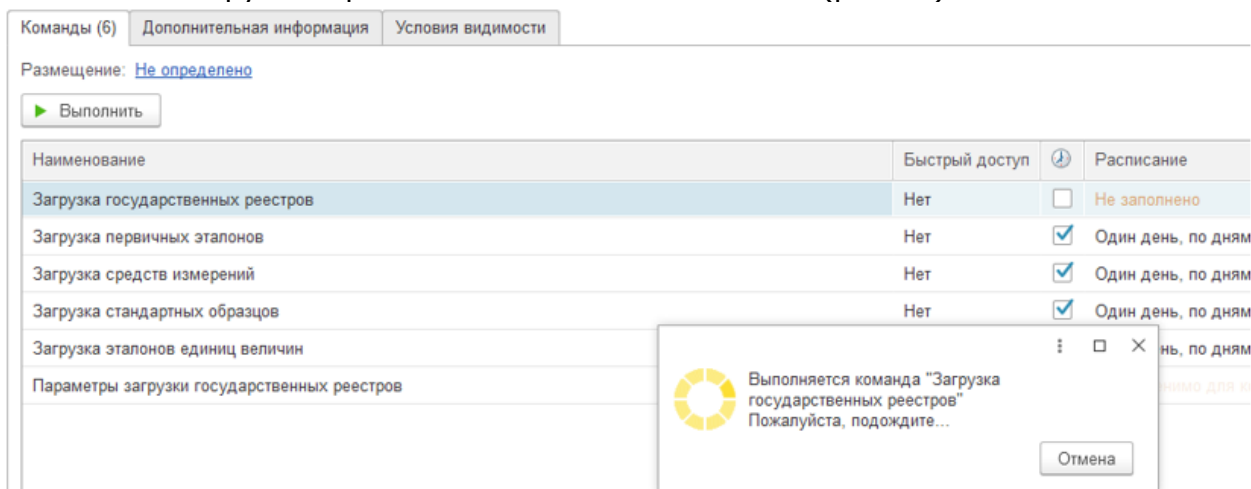 Команды (6) Дополнительная информация Условия видимости
Размещение: Не определено
Выполнить
Наименование Быстрый доступ Расписание
Загрузка государственных реестров Нет Не заполнено
Загрузка первичных эталонов Нет Один день, по дням
Загрузка средств измерений Нет Один день, по дням
Загрузка стандартных образцов Нет Один день, по дням
Загрузка эталонов единиц величин нь, по дням
Параметры загрузки государственных реестров
Выполняется команда "Загрузка
государственных реестров"
Пожалуйста, подождите...
Отмена